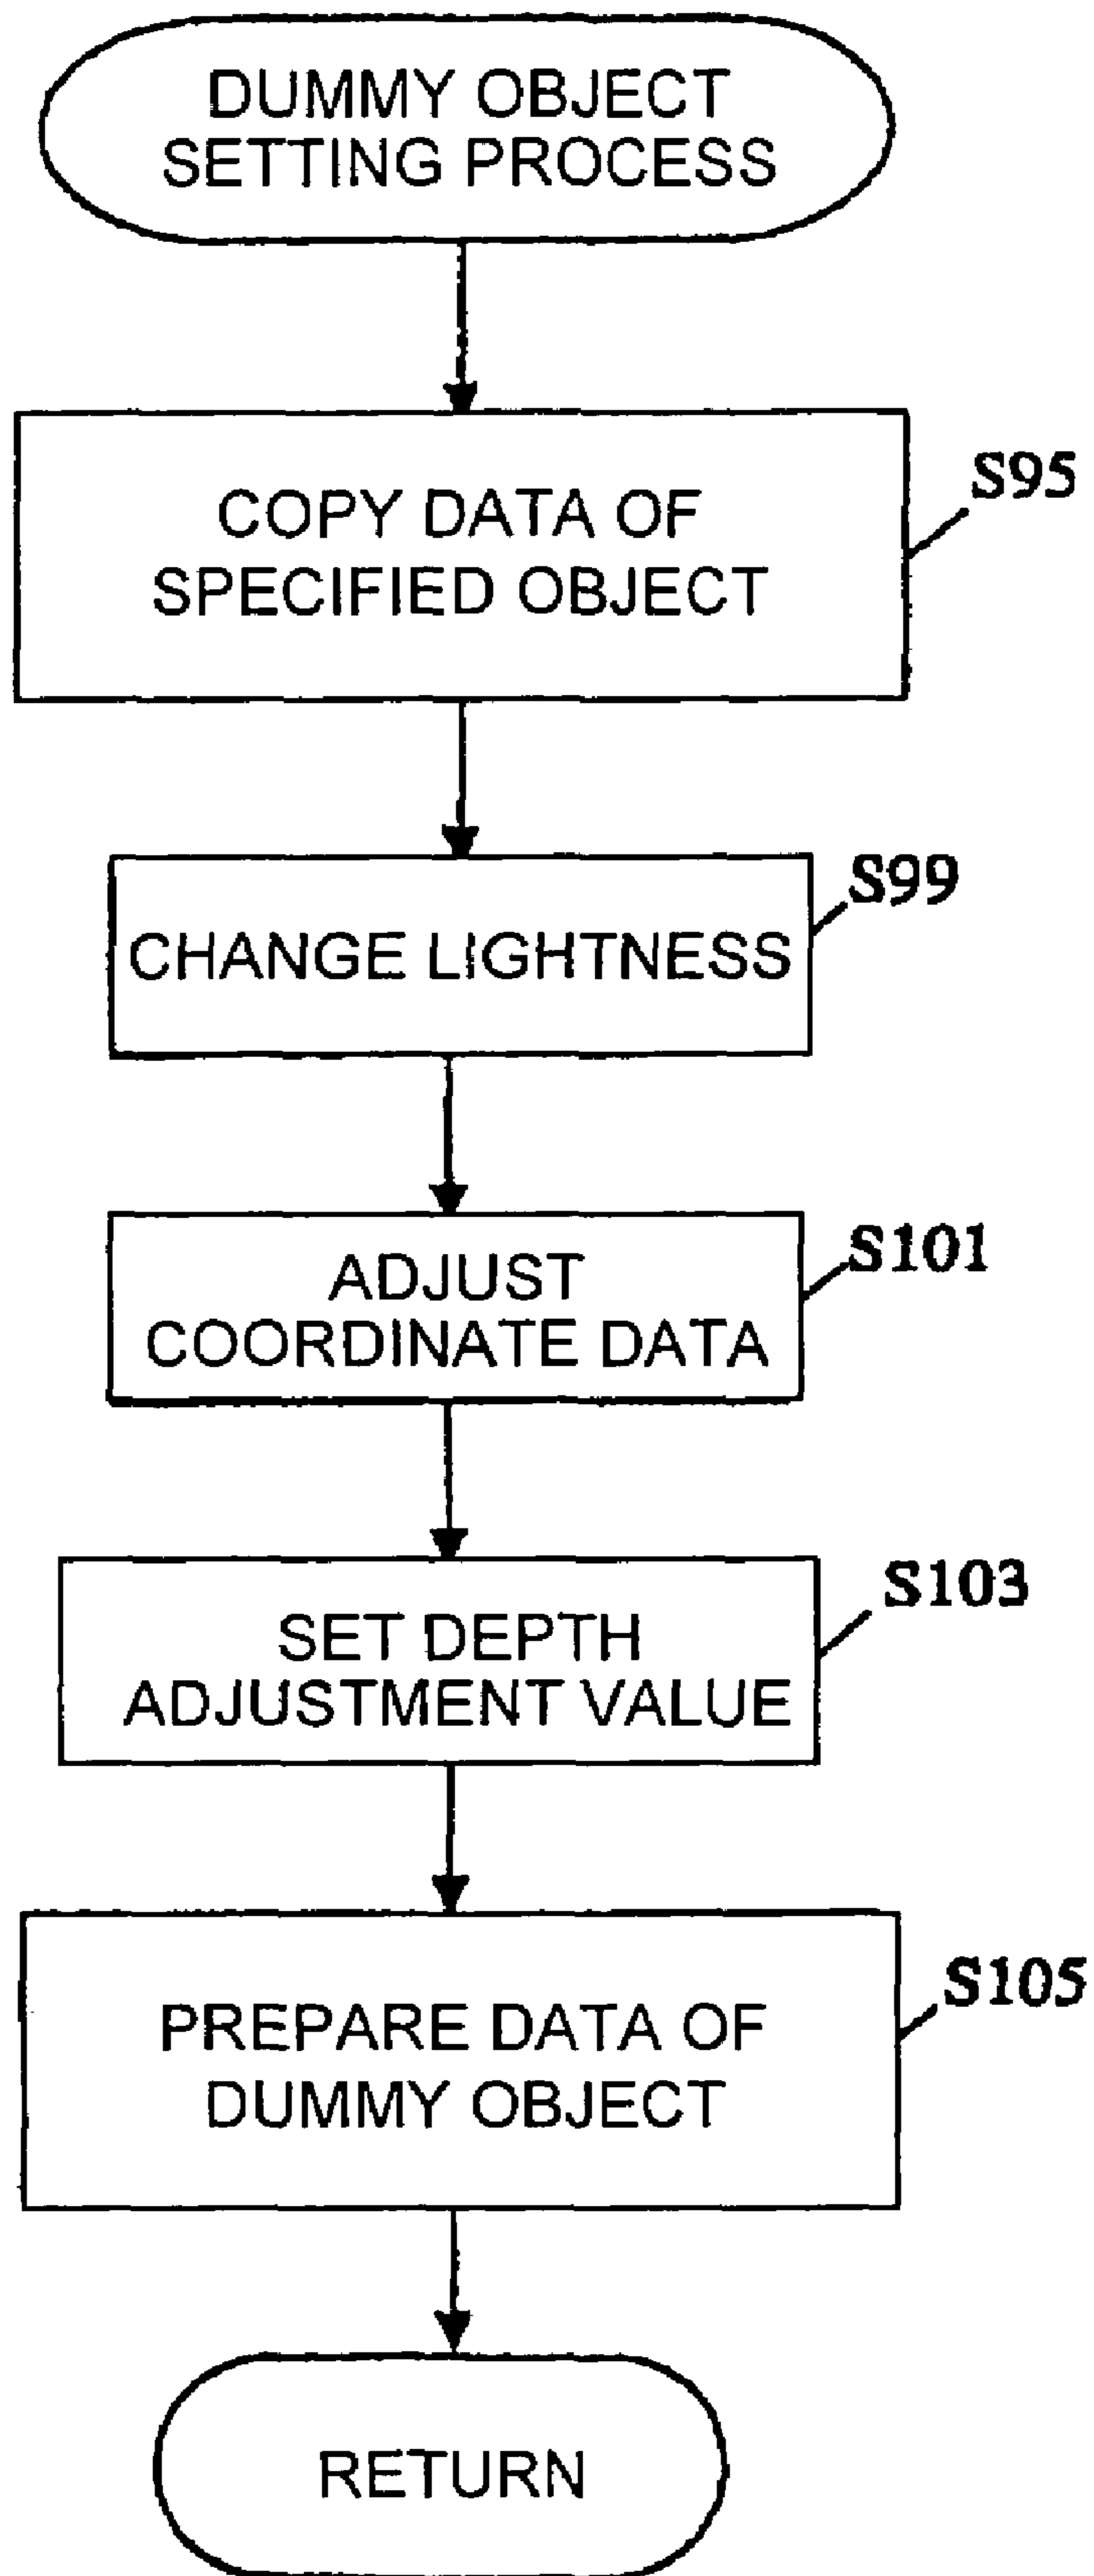 DUMMY OBJECT
SETTING PROCESS
COPY DATA OF
SPECIFIED OBJECT
S95
CHANGE LIGHTNESS
S99
ADJUST
COORDINATE DATA
S101
SET DEPTH
ADJUSTMENT VALUE
S103
PREPARE DATA OF
DUMMY OBJECT
S105
RETURN